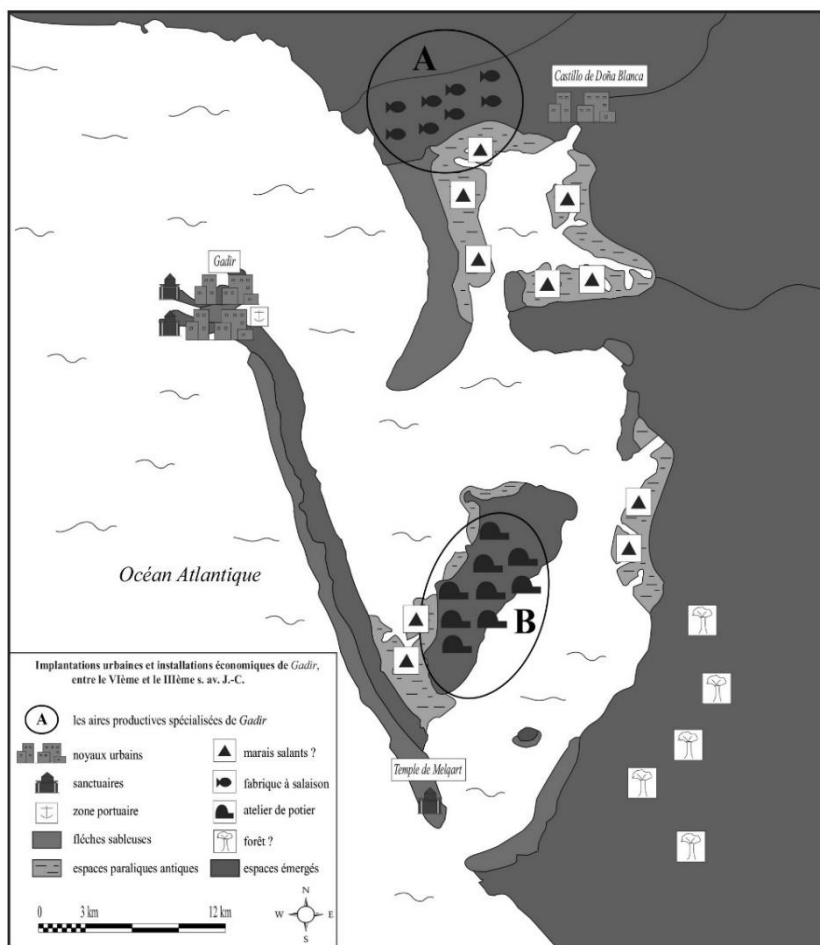 A
Castillo de Doña Blanca
Gadir
Océan Atlantique
B
Temple de Melqart
Implantations urbaines et installations économiques de Gadir,
entre le VIème et le IIIème s. av. J.-C.
A
les aires productives spécialisées de Gadir
noyaux urbains
marais salants ?
sanctuaires
fabrique à salaison
zone portuaire
atelier de potier
fléches sableuses
forêt ?
espaces paraliques antiques
espaces émergés
0 3 km 12 km
N
W E
S